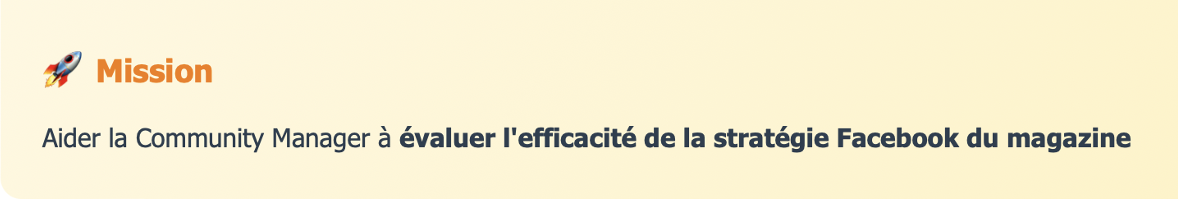 🚀 Mission
Aider la Community Manager à évaluer l'efficacité de la stratégie Facebook du magazine